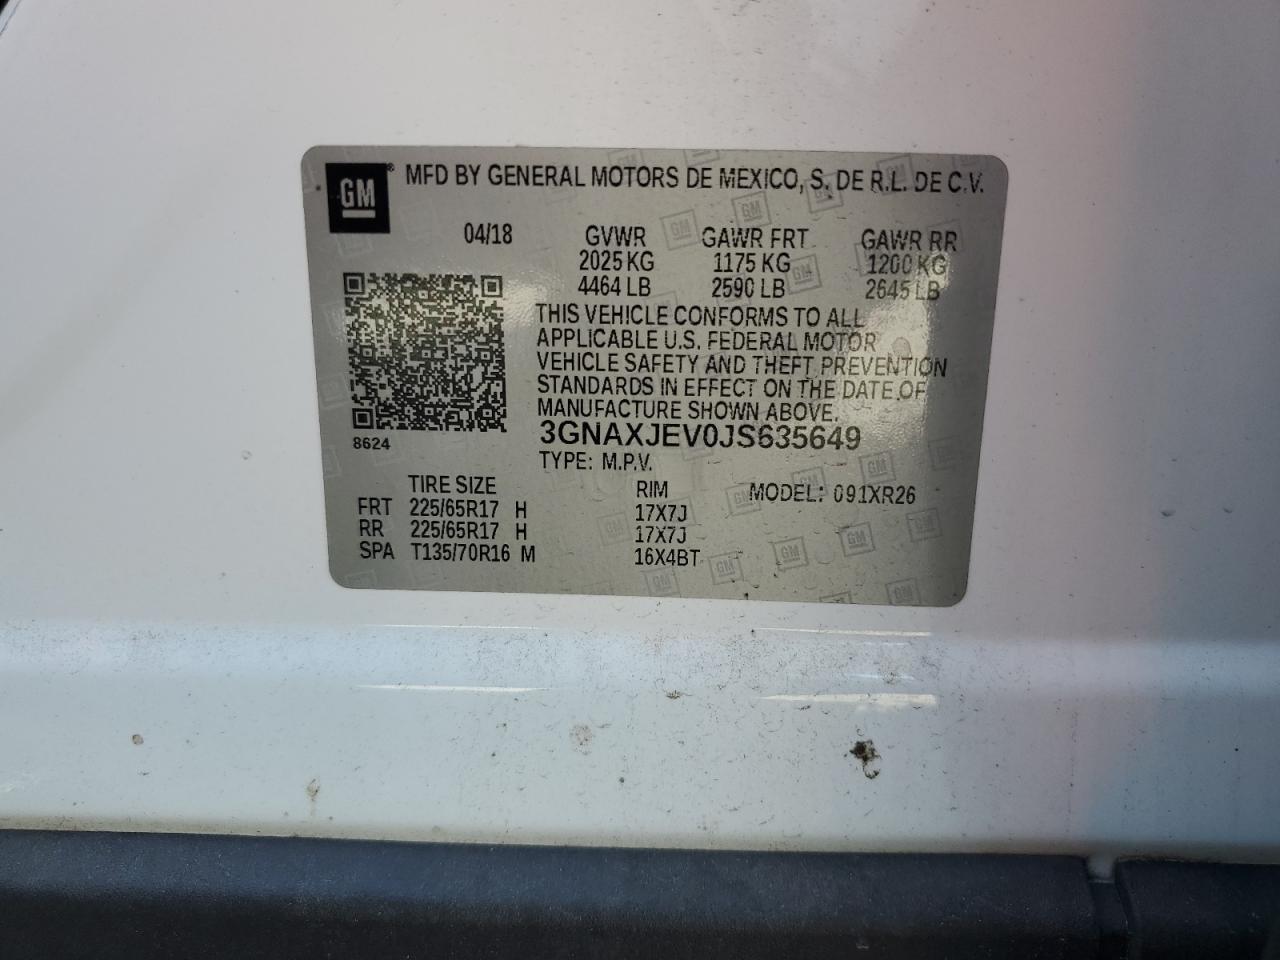 GM® MFD BY GENERAL MOTORS DE MEXICO, S. DE R.L. DE C.V.
04/18 GVWR GAWR FRT GAWR RR
2025 KG 1175 KG 1200 KG
4464 LB 2590 LB 2645 LB
THIS VEHICLE CONFORMS TO ALL
APPLICABLE U.S. FEDERAL MOTOR
VEHICLE SAFETY AND THEFT PREVENTION
STANDARDS IN EFFECT ON THE DATE OF
MANUFACTURE SHOWN ABOVE.
8624 3GNAXJEV0JS635649
TYPE: M.P.V.
TIRE SIZE RIM MODEL: 091XR26
FRT 225/65R17 H 17X7J
RR 225/65R17 H 17X7J
SPA T135/70R16 M 16X4BT